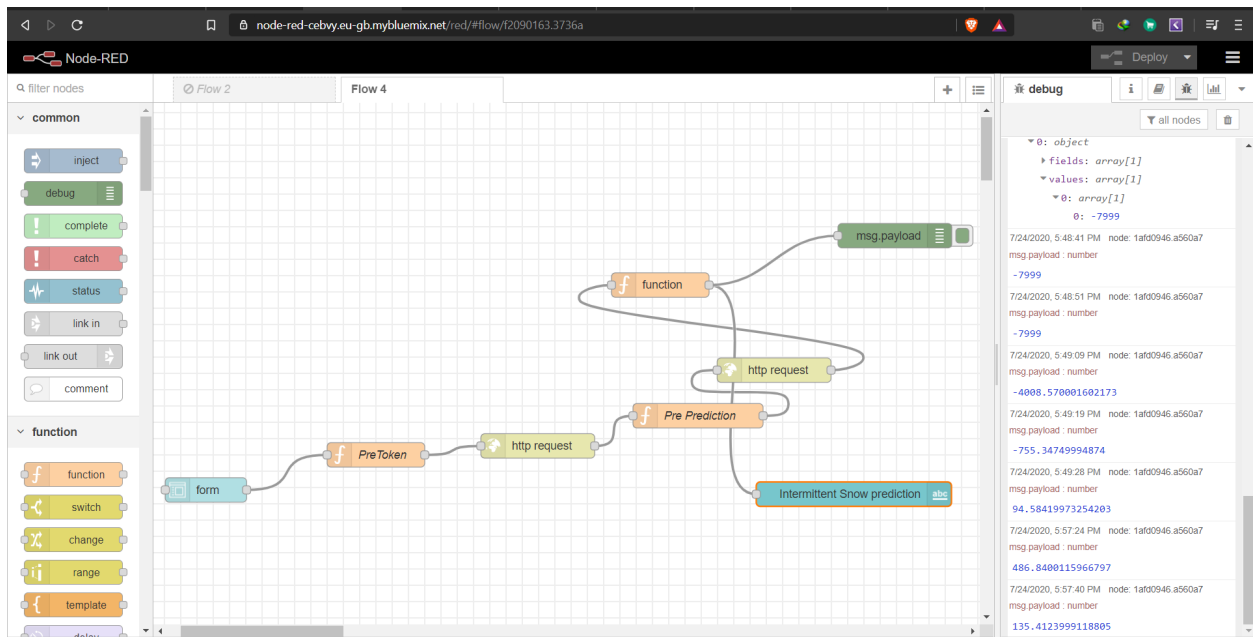 node-red-cebvy.eu-gb.mybluemix.net/red/#flow/f2090163.3736a
Node-RED
Deploy
filter nodes
Flow 2
Flow 4
debug
i
all nodes
common
inject
debug
complete
catch
status
link in
link out
comment
function
function
switch
change
range
template
delay
form
PreToken
http request
Pre Prediction
http request
function
msg.payload
Intermittent Snow prediction
abc
0: object
fields: array[1]
values: array[1]
0: array[1]
0: -7999
7/24/2020, 5:48:41 PM node: 1afd0946.a560a7
msg.payload : number
-7999
7/24/2020, 5:48:51 PM node: 1afd0946.a560a7
msg.payload : number
-7999
7/24/2020, 5:49:09 PM node: 1afd0946.a560a7
msg.payload : number
-4008.570001602173
7/24/2020, 5:49:19 PM node: 1afd0946.a560a7
msg.payload : number
-755.34749994874
7/24/2020, 5:49:28 PM node: 1afd0946.a560a7
msg.payload : number
94.58419973254203
7/24/2020, 5:57:24 PM node: 1afd0946.a560a7
msg.payload : number
486.8400115966797
7/24/2020, 5:57:40 PM node: 1afd0946.a560a7
msg.payload : number
135.4123999118805